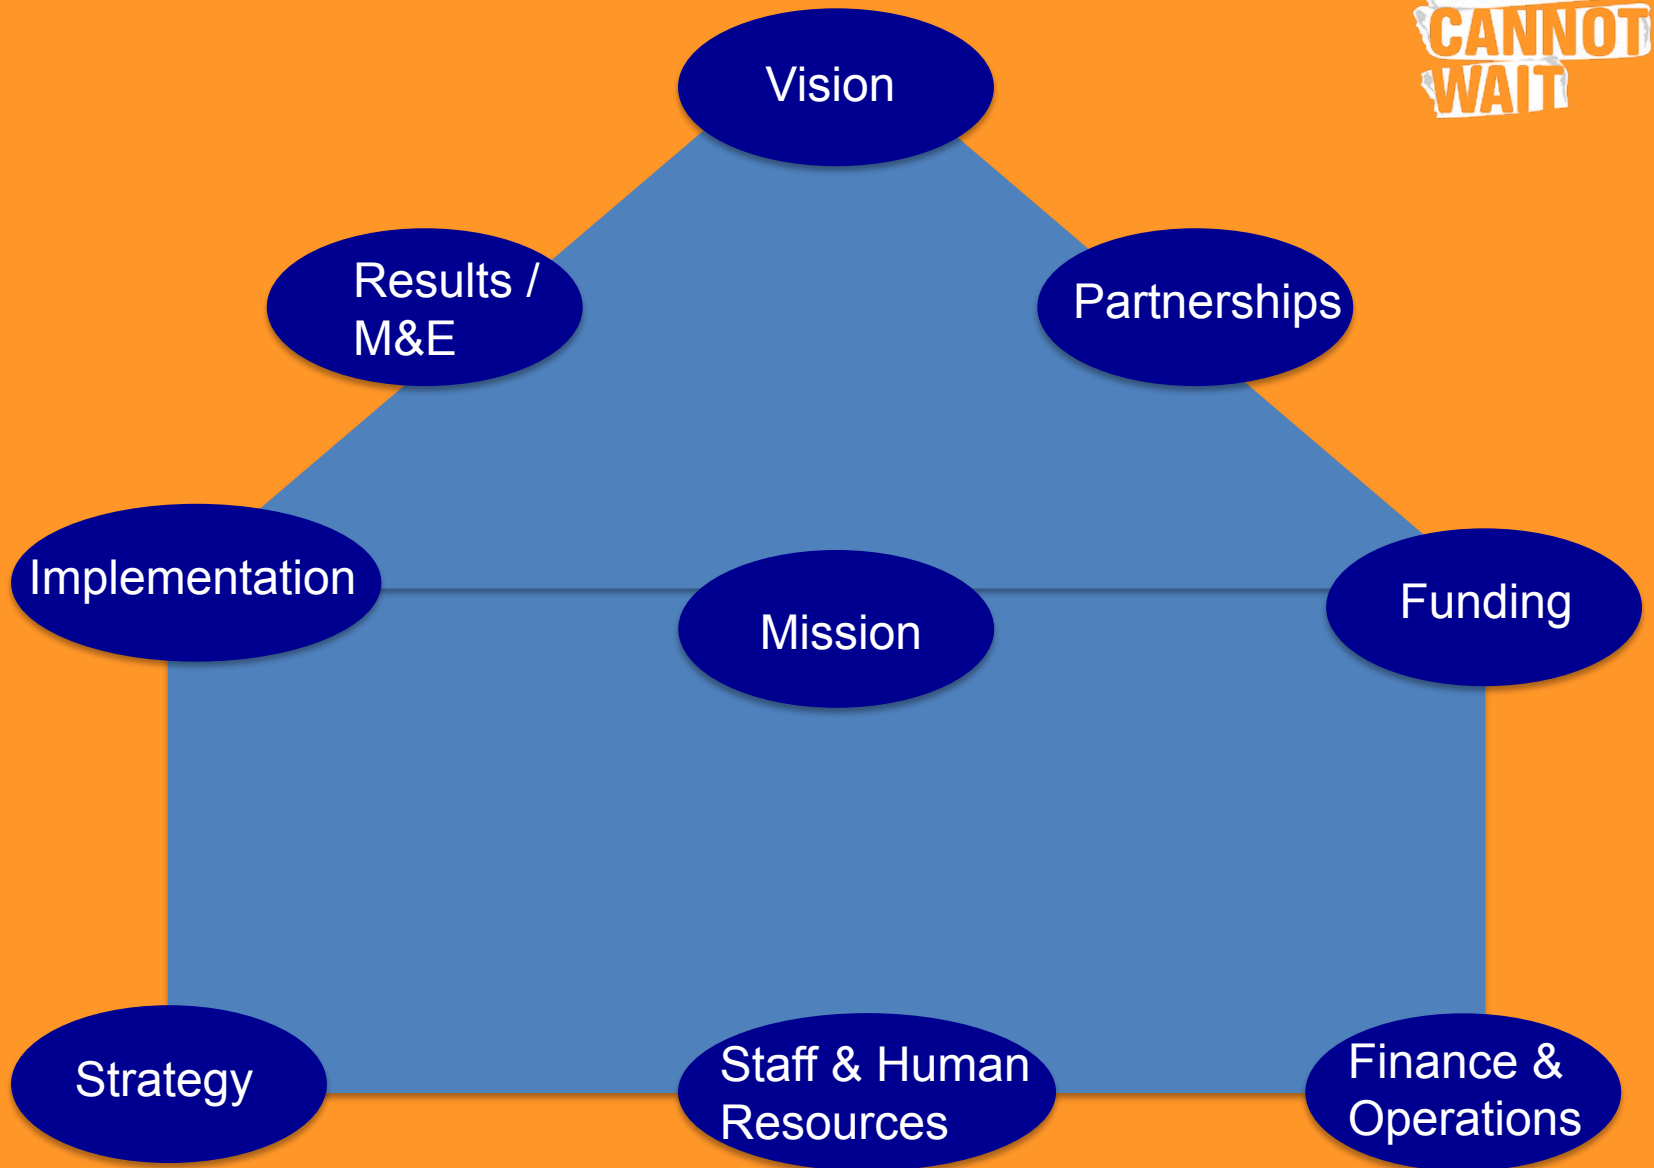 CANNOT
WAIT
Vision
Results /
M&E
Partnerships
Implementation
Mission
Funding
Strategy
Staff & Human
Resources
Finance &
Operations